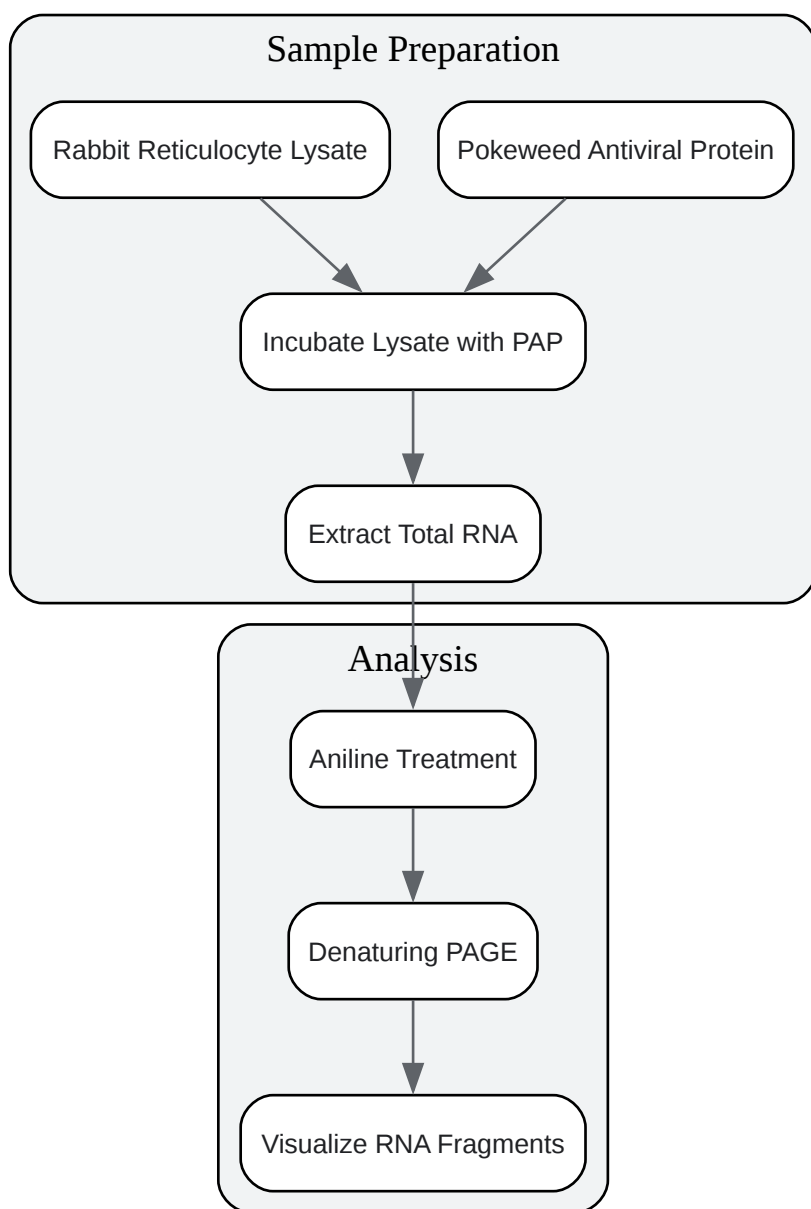 Sample Preparation
Rabbit Reticulocyte Lysate
Pokeweed Antiviral Protein
Incubate Lysate with PAP
Extract Total RNA
Analysis
Aniline Treatment
Denaturing PAGE
Visualize RNA Fragments